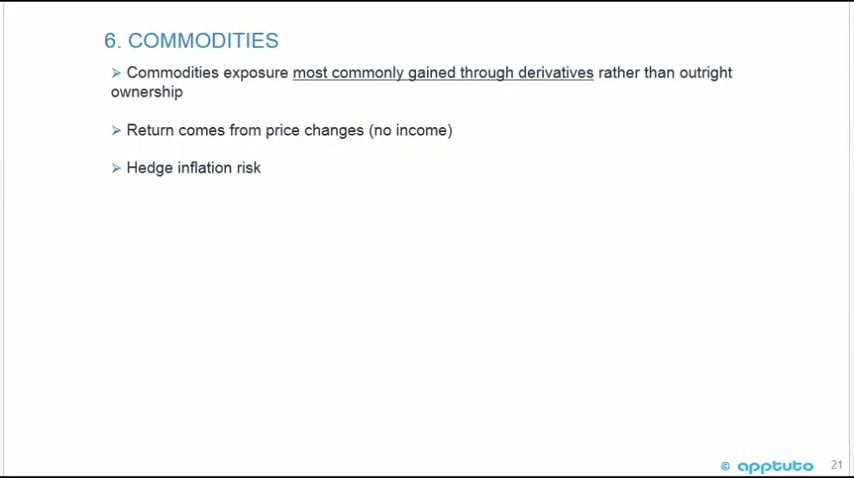 6. COMMODITIES
➢ Commodities exposure most commonly gained through derivatives rather than outright
ownership
➢ Return comes from price changes (no income)
➢ Hedge inflation risk
© apptuto 21